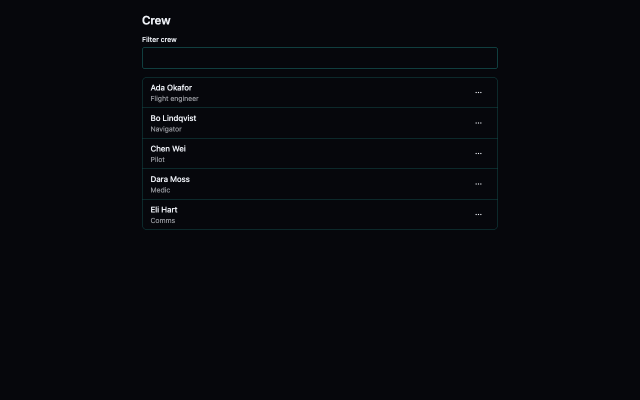 Crew
Filter crew
Ada Okafor
Flight engineer
...
Bo Lindqvist
Navigator
...
Chen Wei
Pilot
...
Dara Moss
Medic
...
Eli Hart
Comms
...